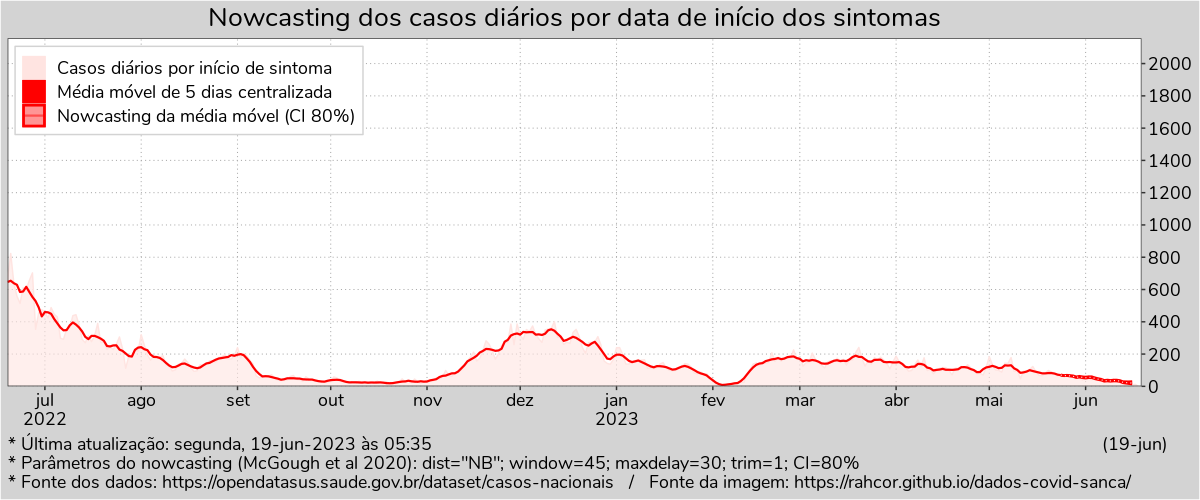 Nowcasting dos casos diários por data de início dos sintomas
Casos diários por início de sintoma
Média móvel de 5 dias centralizada
Nowcasting da média móvel (CI 80%)
2000
1800
1600
1400
1200
1000
800
600
400
200
0
jul ago set out nov dez jan fev mar abr mai jun
2022 2023
* Última atualização: segunda, 19-jun-2023 às 05:35 (19-jun)
* Parâmetros do nowcasting (McGough et al 2020): dist="NB"; window=45; maxdelay=30; trim=1; CI=80%
* Fonte dos dados: https://opendatasus.saude.gov.br/dataset/casos-nacionais / Fonte da imagem: https://rahcor.github.io/dados-covid-sanca/